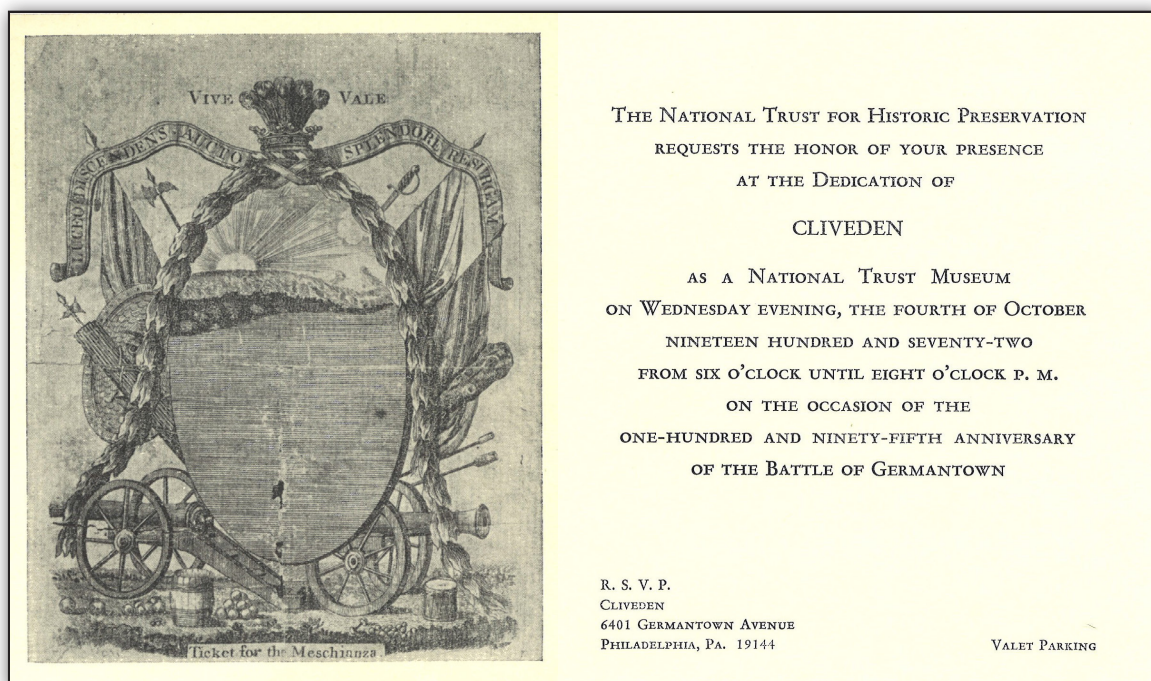 VIVE VALE
LUCEO DISCENDENS AUCTO SPLENDORE RESURGAM
Ticket for the Meschianza
THE NATIONAL TRUST FOR HISTORIC PRESERVATION
REQUESTS THE HONOR OF YOUR PRESENCE
AT THE DEDICATION OF
CLIVEDEN
AS A NATIONAL TRUST MUSEUM
ON WEDNESDAY EVENING, THE FOURTH OF OCTOBER
NINETEEN HUNDRED AND SEVENTY-TWO
FROM SIX O'CLOCK UNTIL EIGHT O'CLOCK P. M.
ON THE OCCASION OF THE
ONE-HUNDRED AND NINETY-FIFTH ANNIVERSARY
OF THE BATTLE OF GERMANTOWN
R. S. V. P.
CLIVEDEN
6401 GERMANTOWN AVENUE
PHILADELPHIA, PA. 19144
VALET PARKING